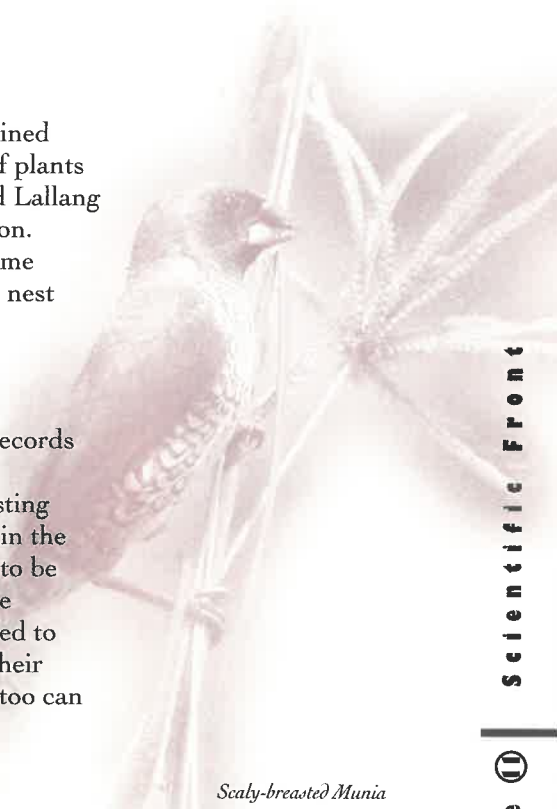 ined
f plants
d Lallang
on.
me
nest
ecords
sting
in the
to be
e
ed to
heir
too can
Scaly-breasted Munia
Scientific Front